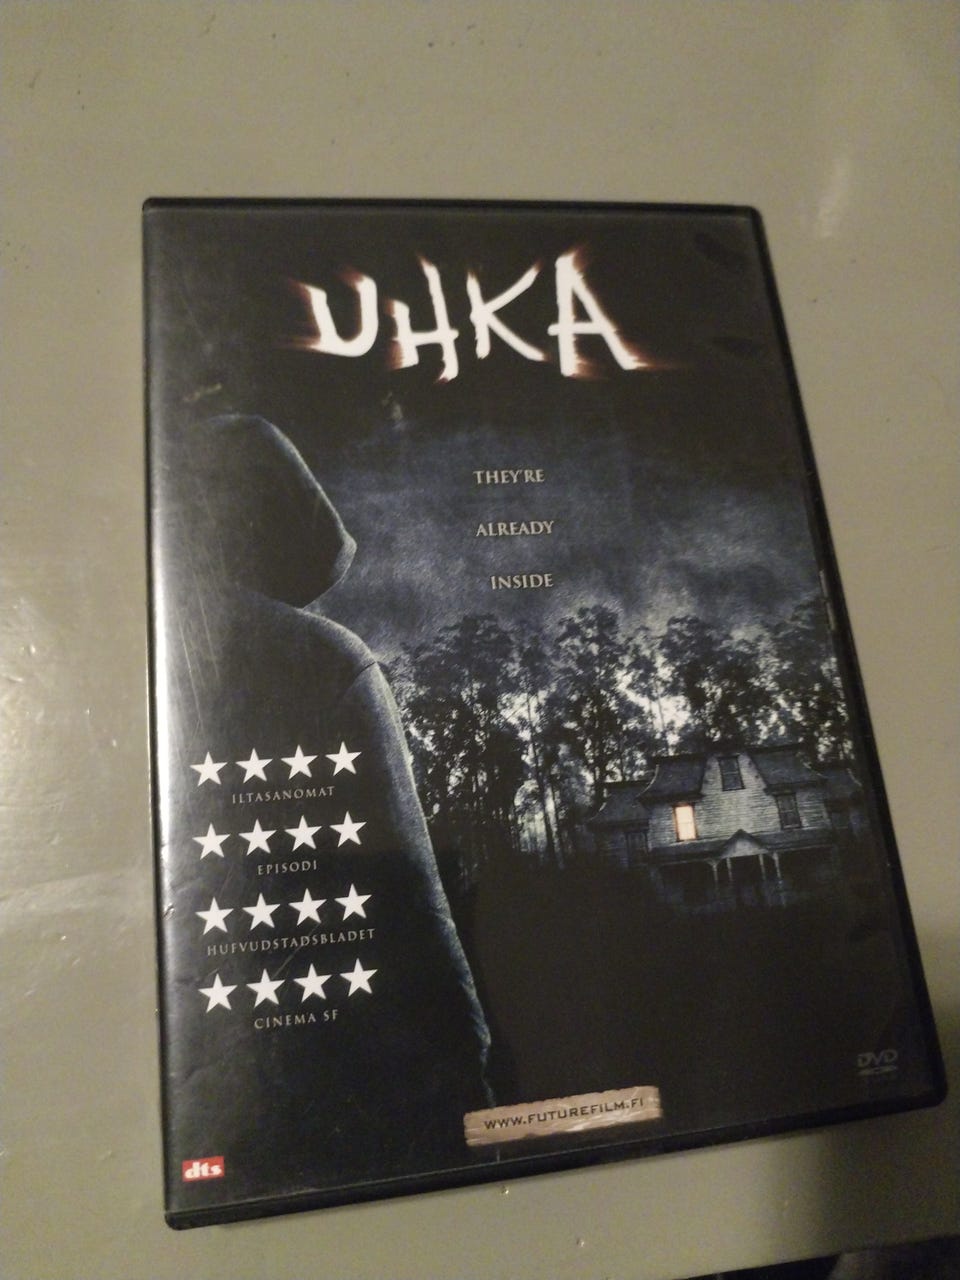 UHKA
THEY'RE
ALREADY
INSIDE
ILTASANOMAT
EPISODI
HUFVUDSTADSBLADET
CINEMA SF
DVD
WWW.FUTUREFILM.FI
dts